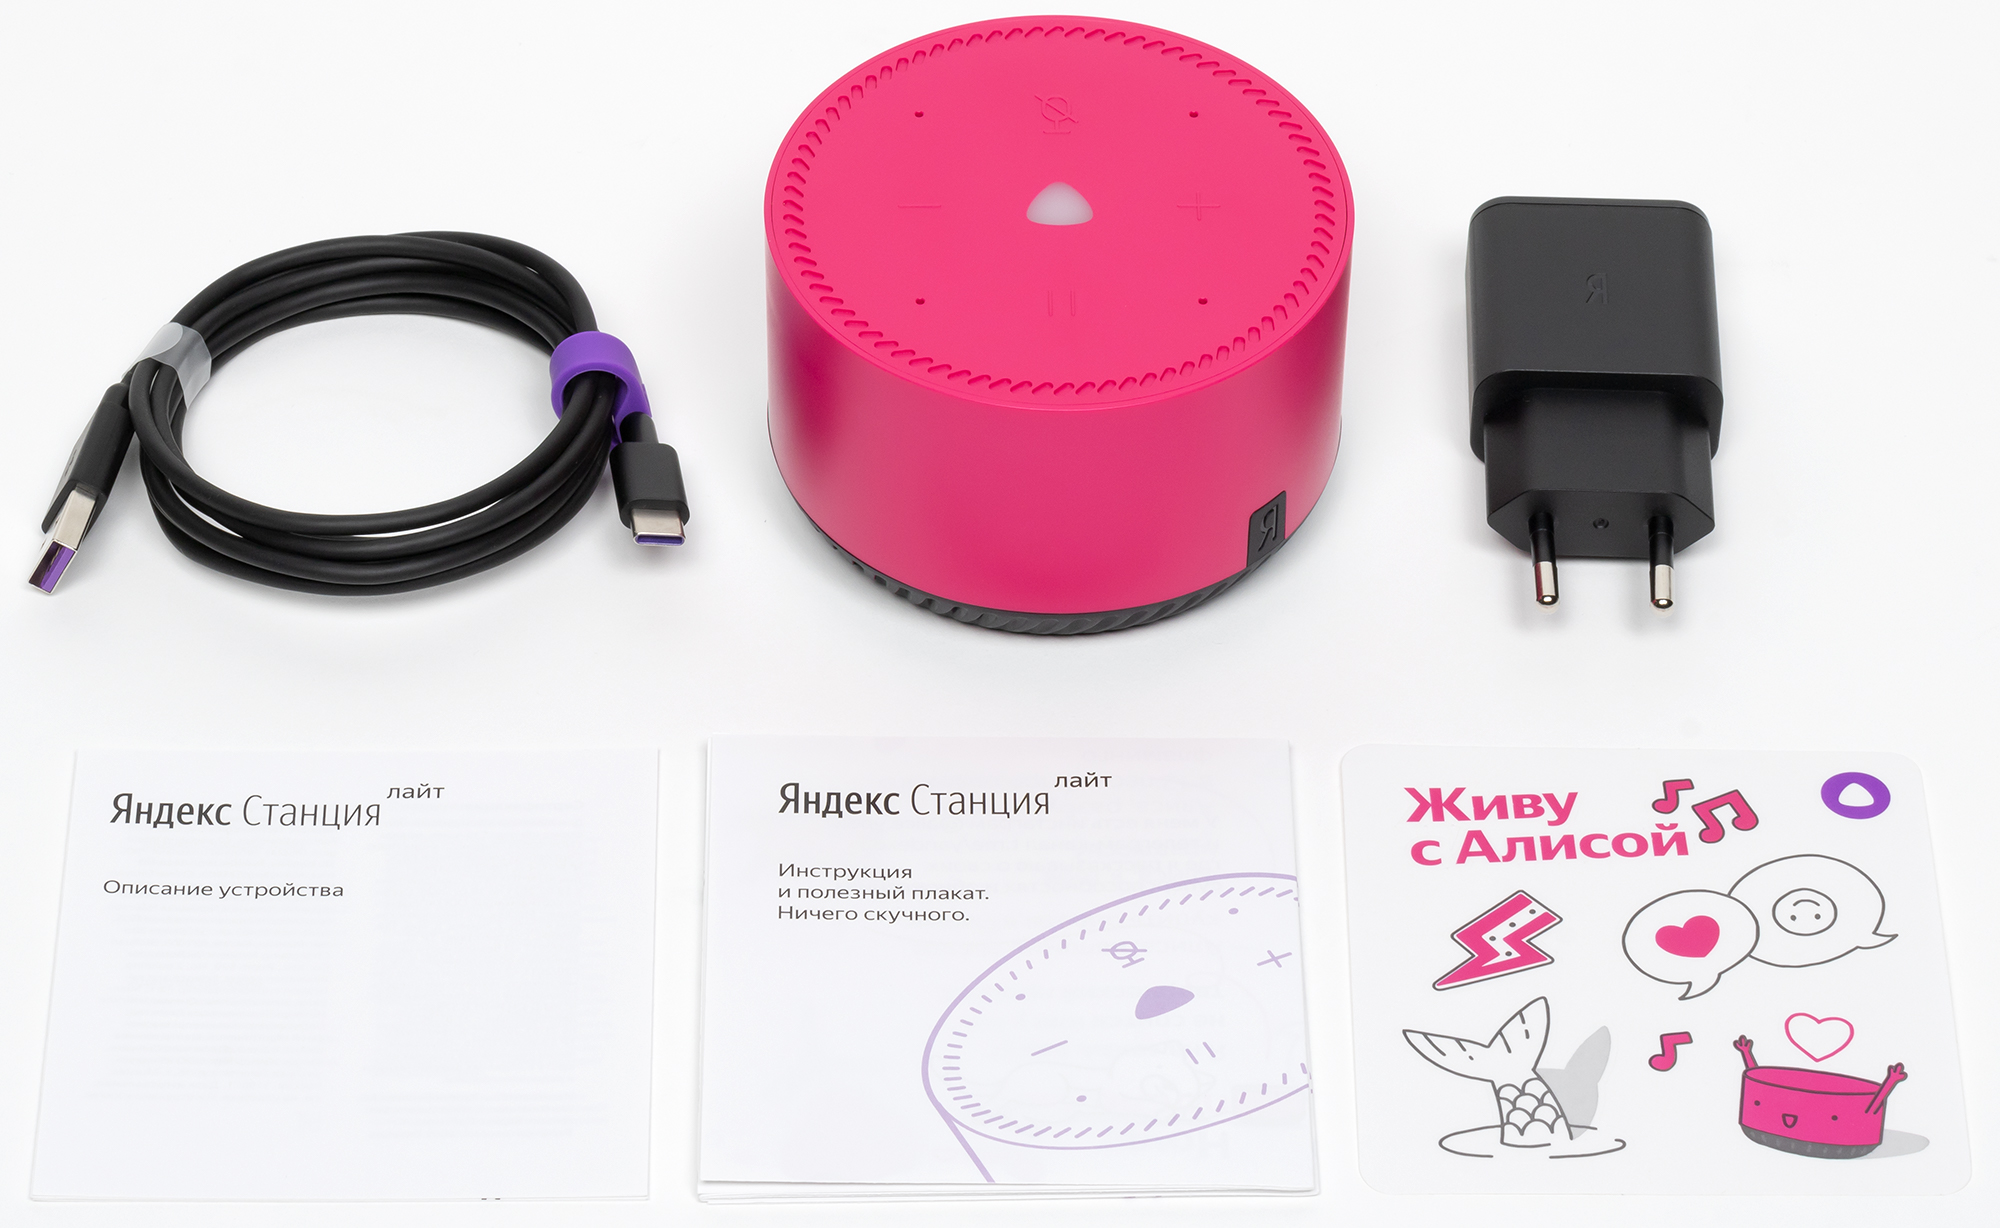 Я
Я
Яндекс Станция лайт
Описание устройства
Яндекс Станция лайт
Инструкция
и полезный плакат.
Ничего скучного.
Живу
с Алисой